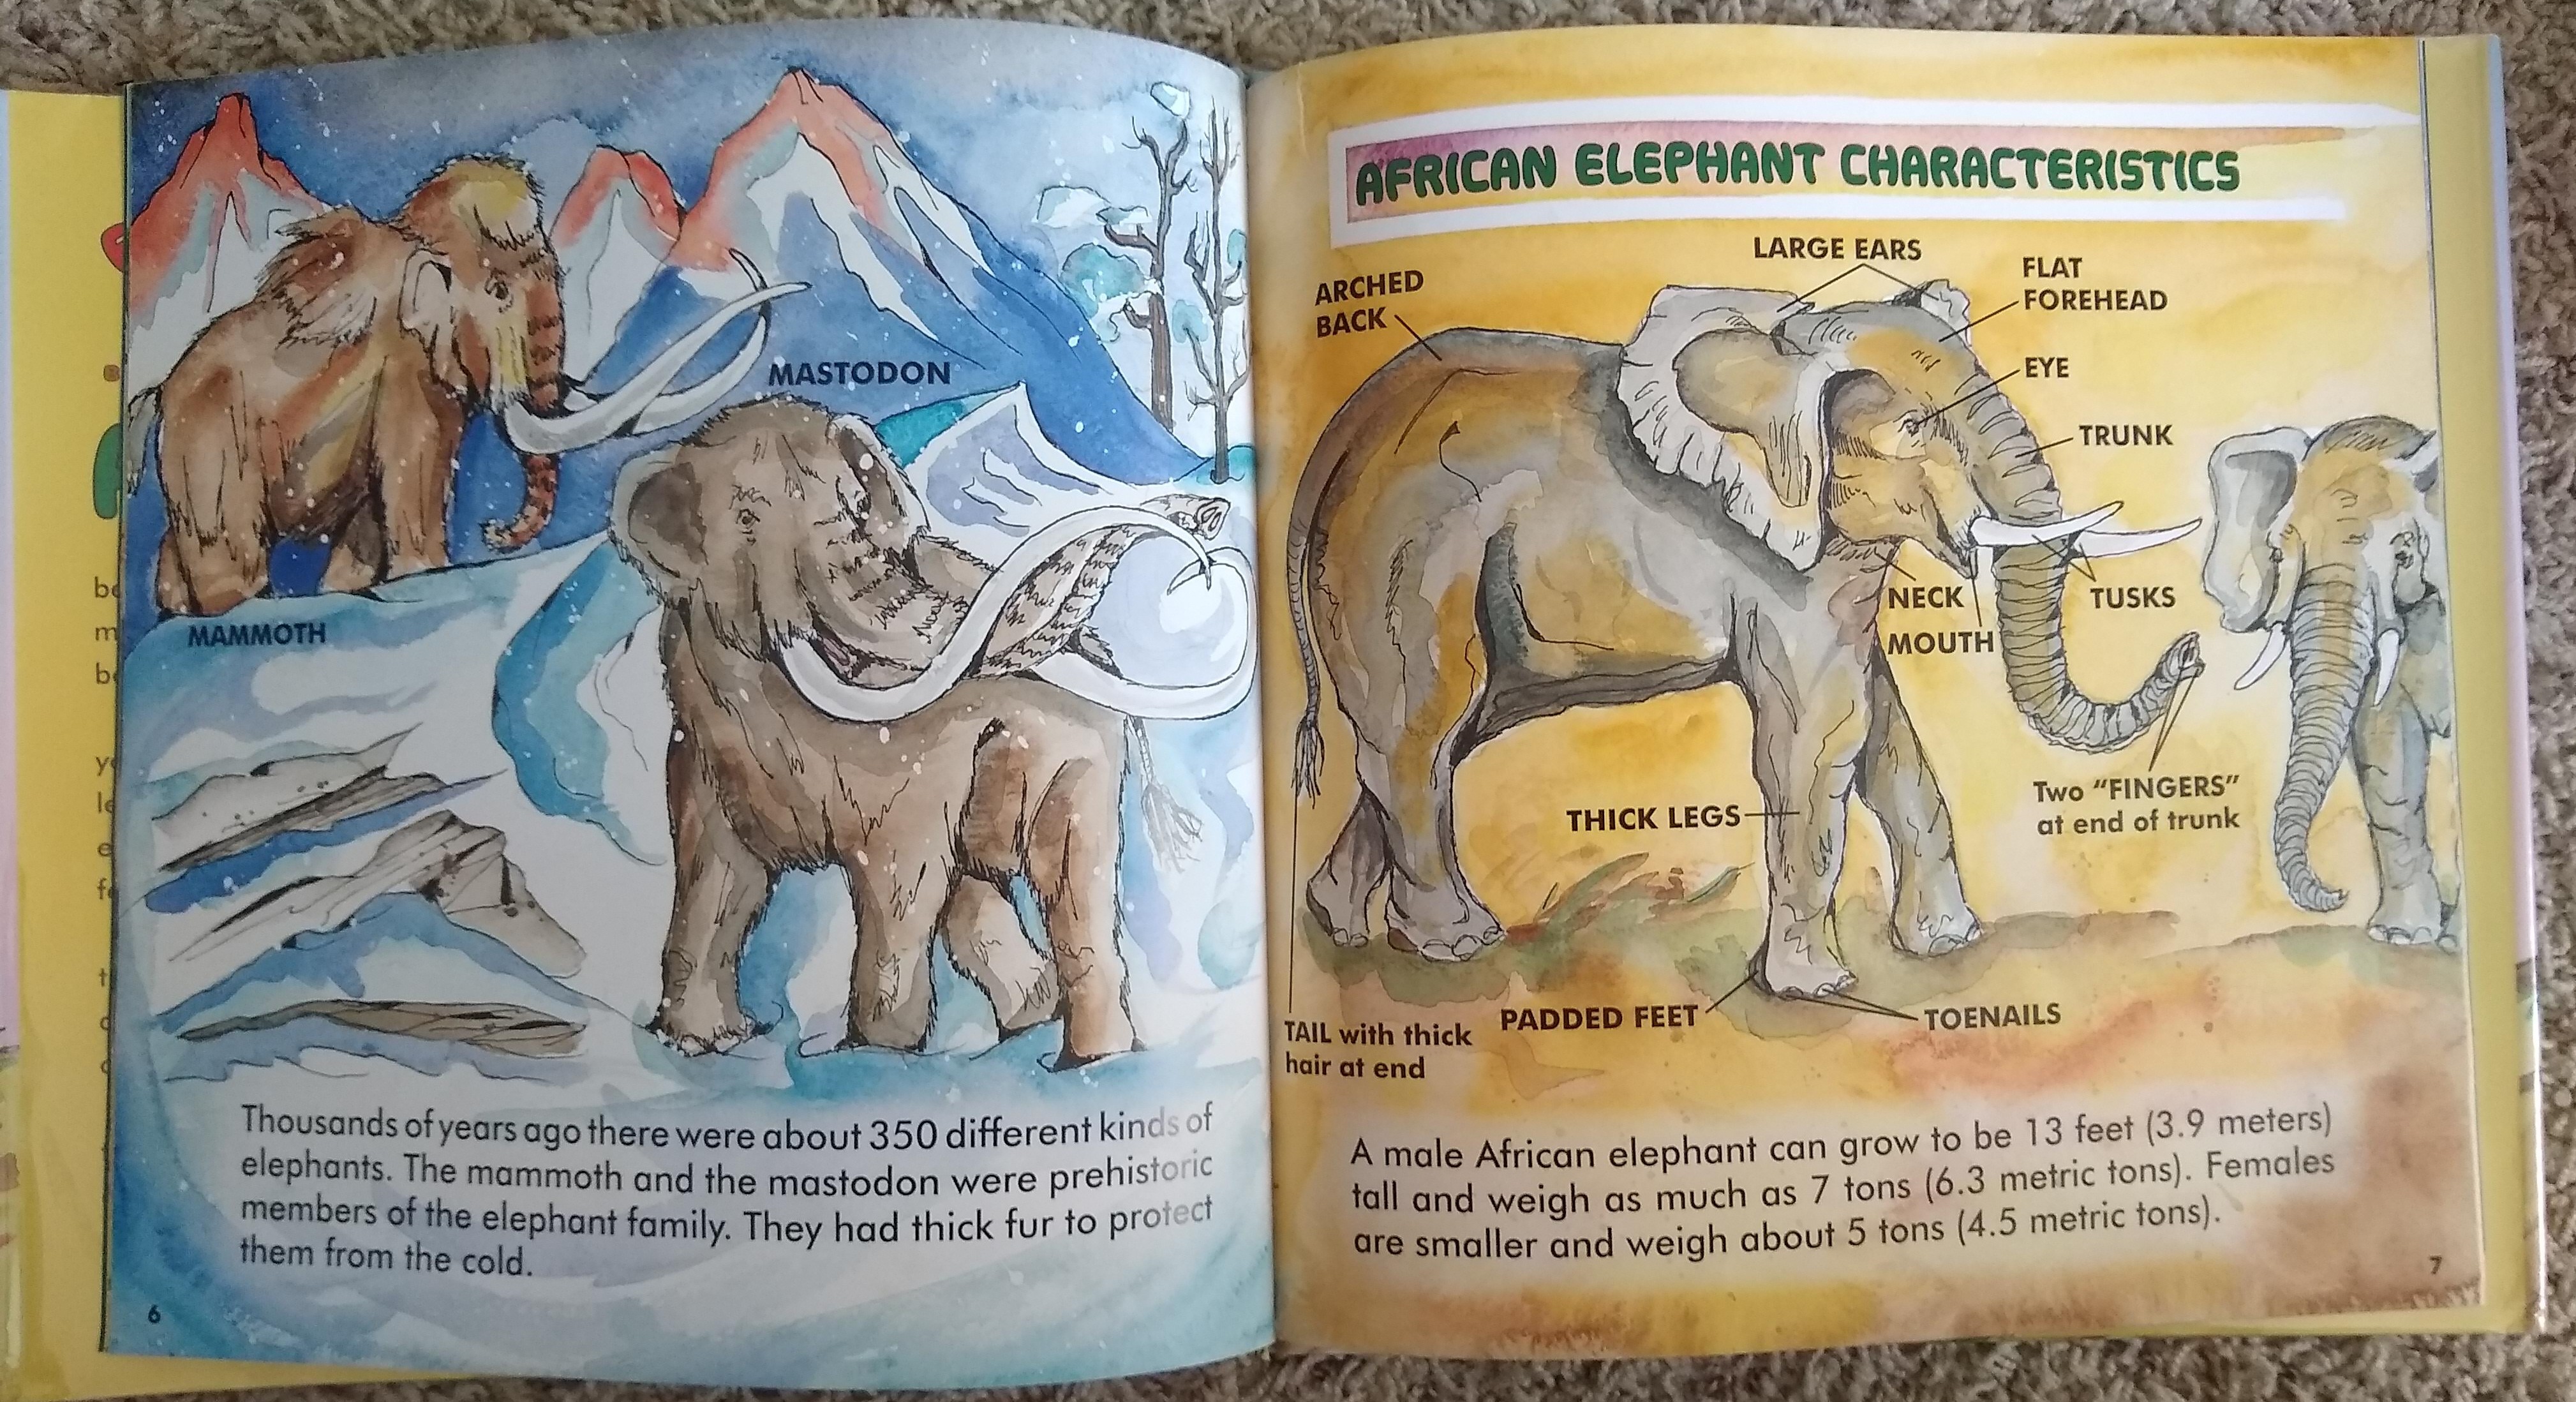 MASTODON
MAMMOTH
Thousands of years ago there were about 350 different kinds of
elephants. The mammoth and the mastodon were prehistoric
members of the elephant family. They had thick fur to protect
them from the cold.
6
AFRICAN ELEPHANT CHARACTERISTICS
LARGE EARS
ARCHED
BACK
FLAT
FOREHEAD
EYE
TRUNK
TUSKS
NECK
MOUTH
Two "FINGERS"
at end of trunk
THICK LEGS
PADDED FEET
TOENAILS
TAIL with thick
hair at end
A male African elephant can grow to be 13 feet (3.9 meters)
tall and weigh as much as 7 tons (6.3 metric tons). Females
are smaller and weigh about 5 tons (4.5 metric tons).
7